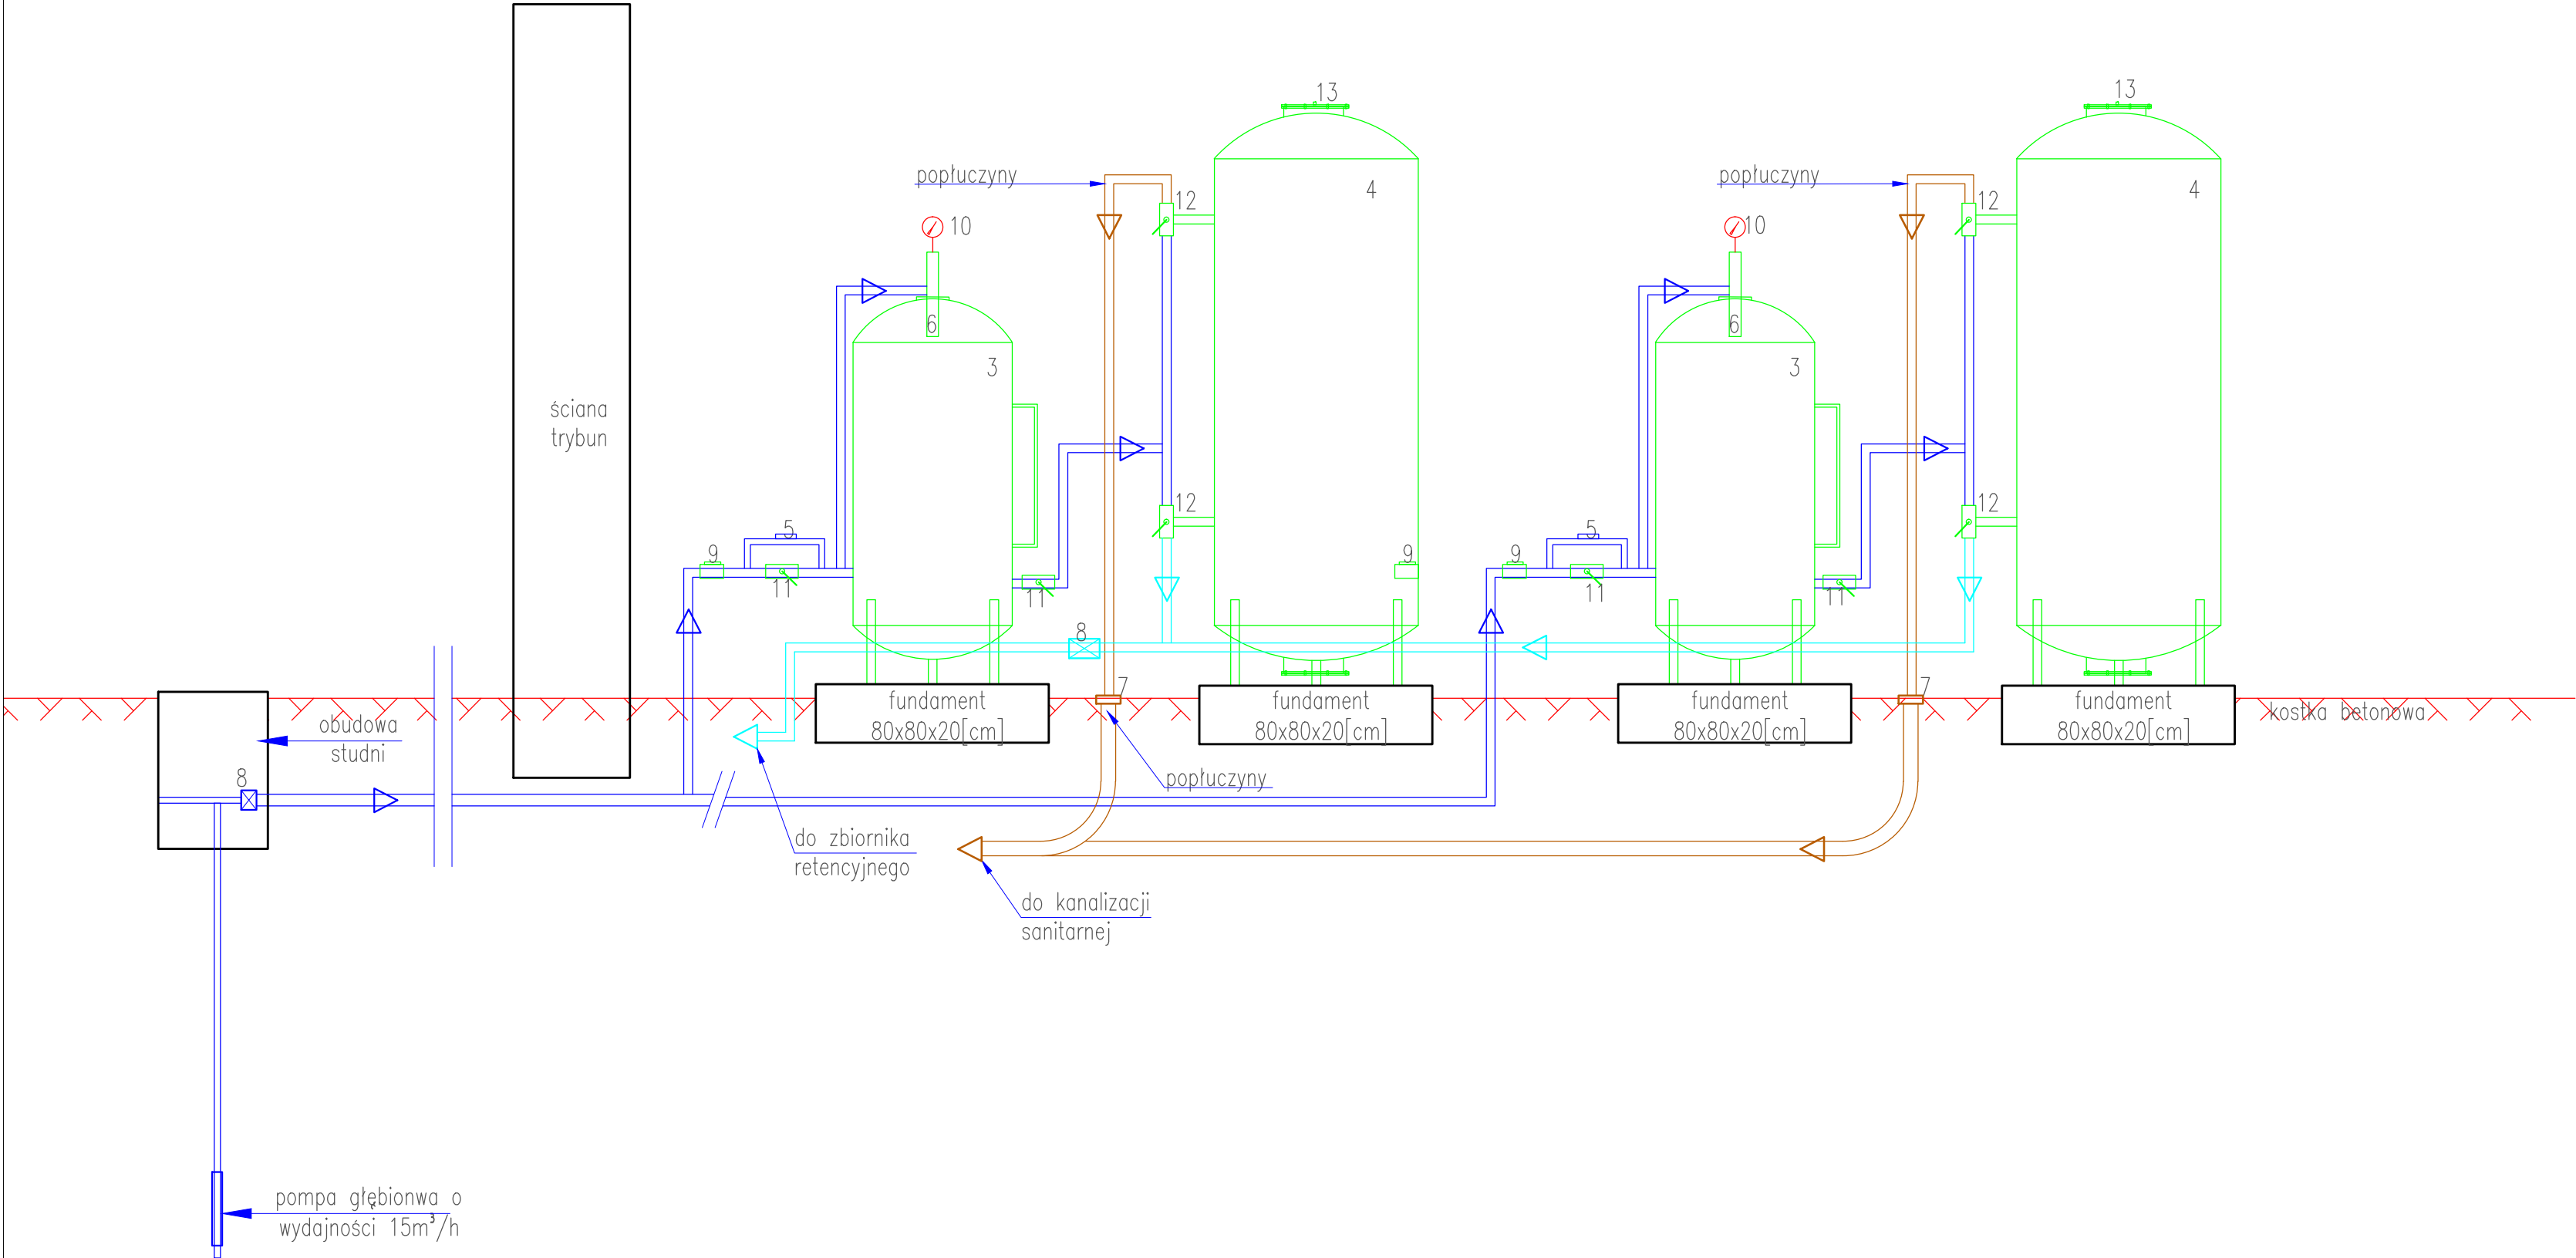 13
13
popłuczyny
4
12
popłuczyny
4
12
10
10
6
6
3
3
ściana
trybun
12
12
5
5
9
9
9
11
11
11
11
8
7
7
fundament
80x80x20[cm]
fundament
80x80x20[cm]
fundament
80x80x20[cm]
fundament
80x80x20[cm]
kostka betonowa
obudowa
studni
8
popłuczyny
do zbiornika
retencyjnego
do kanalizacji
sanitarnej
pompa głębionwa o
wydajności 15m³/h